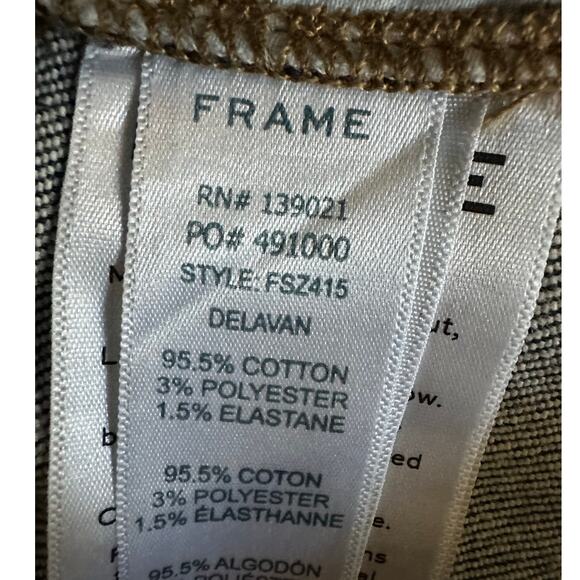 FRAME
RN# 139021
PO# 491000
STYLE: FSZ415
DELAVAN
95.5% COTTON
3% POLYESTER
1.5% ELASTANE
95.5% COTON
3% POLYESTER
1.5% ÉLASTHANNE
95.5% ALGODÓN